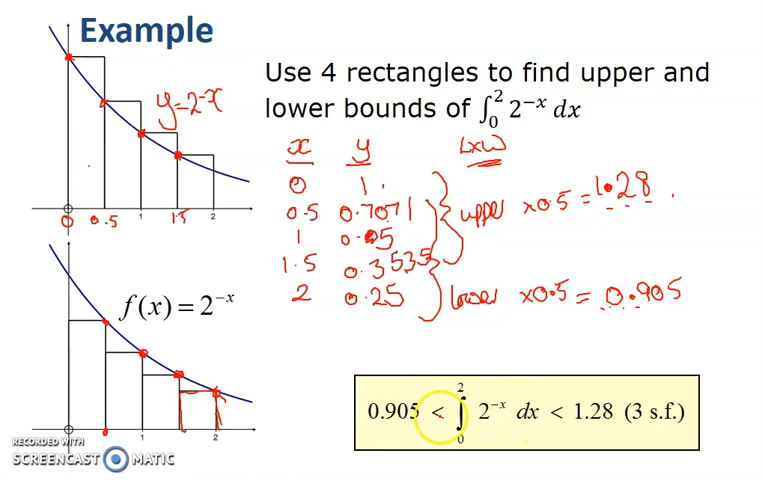 Example
Use 4 rectangles to find upper and
lower bounds of ∫₀² 2⁻ˣ dx
y=2⁻ˣ
0 0.5 1 1.5 2
x y LxW
0 1.
0.5 0.7071
1 0.5
1.5 0.3535
2 0.25
upper ×0.5 = 1.28
lower ×0.5 = 0.905
f(x) = 2⁻ˣ
1 2
0.905 < ∫₀² 2⁻ˣ dx < 1.28 (3 s.f.)
RECORDED WITH
SCREENCAST MATIC